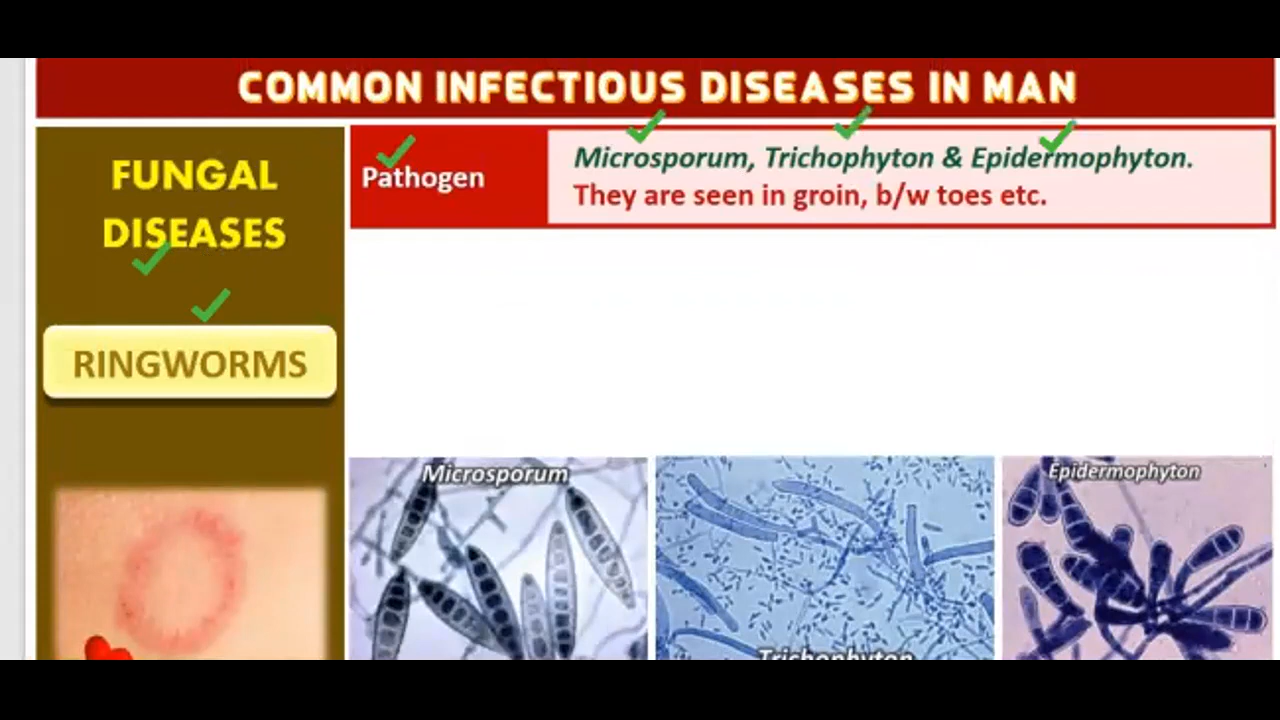 COMMON INFECTIOUS DISEASES IN MAN
FUNGAL
DISEASES
RINGWORMS
Pathogen
Microsporum, Trichophyton & Epidermophyton.
They are seen in groin, b/w toes etc.
Microsporum
Trichophyton
Epidermophyton